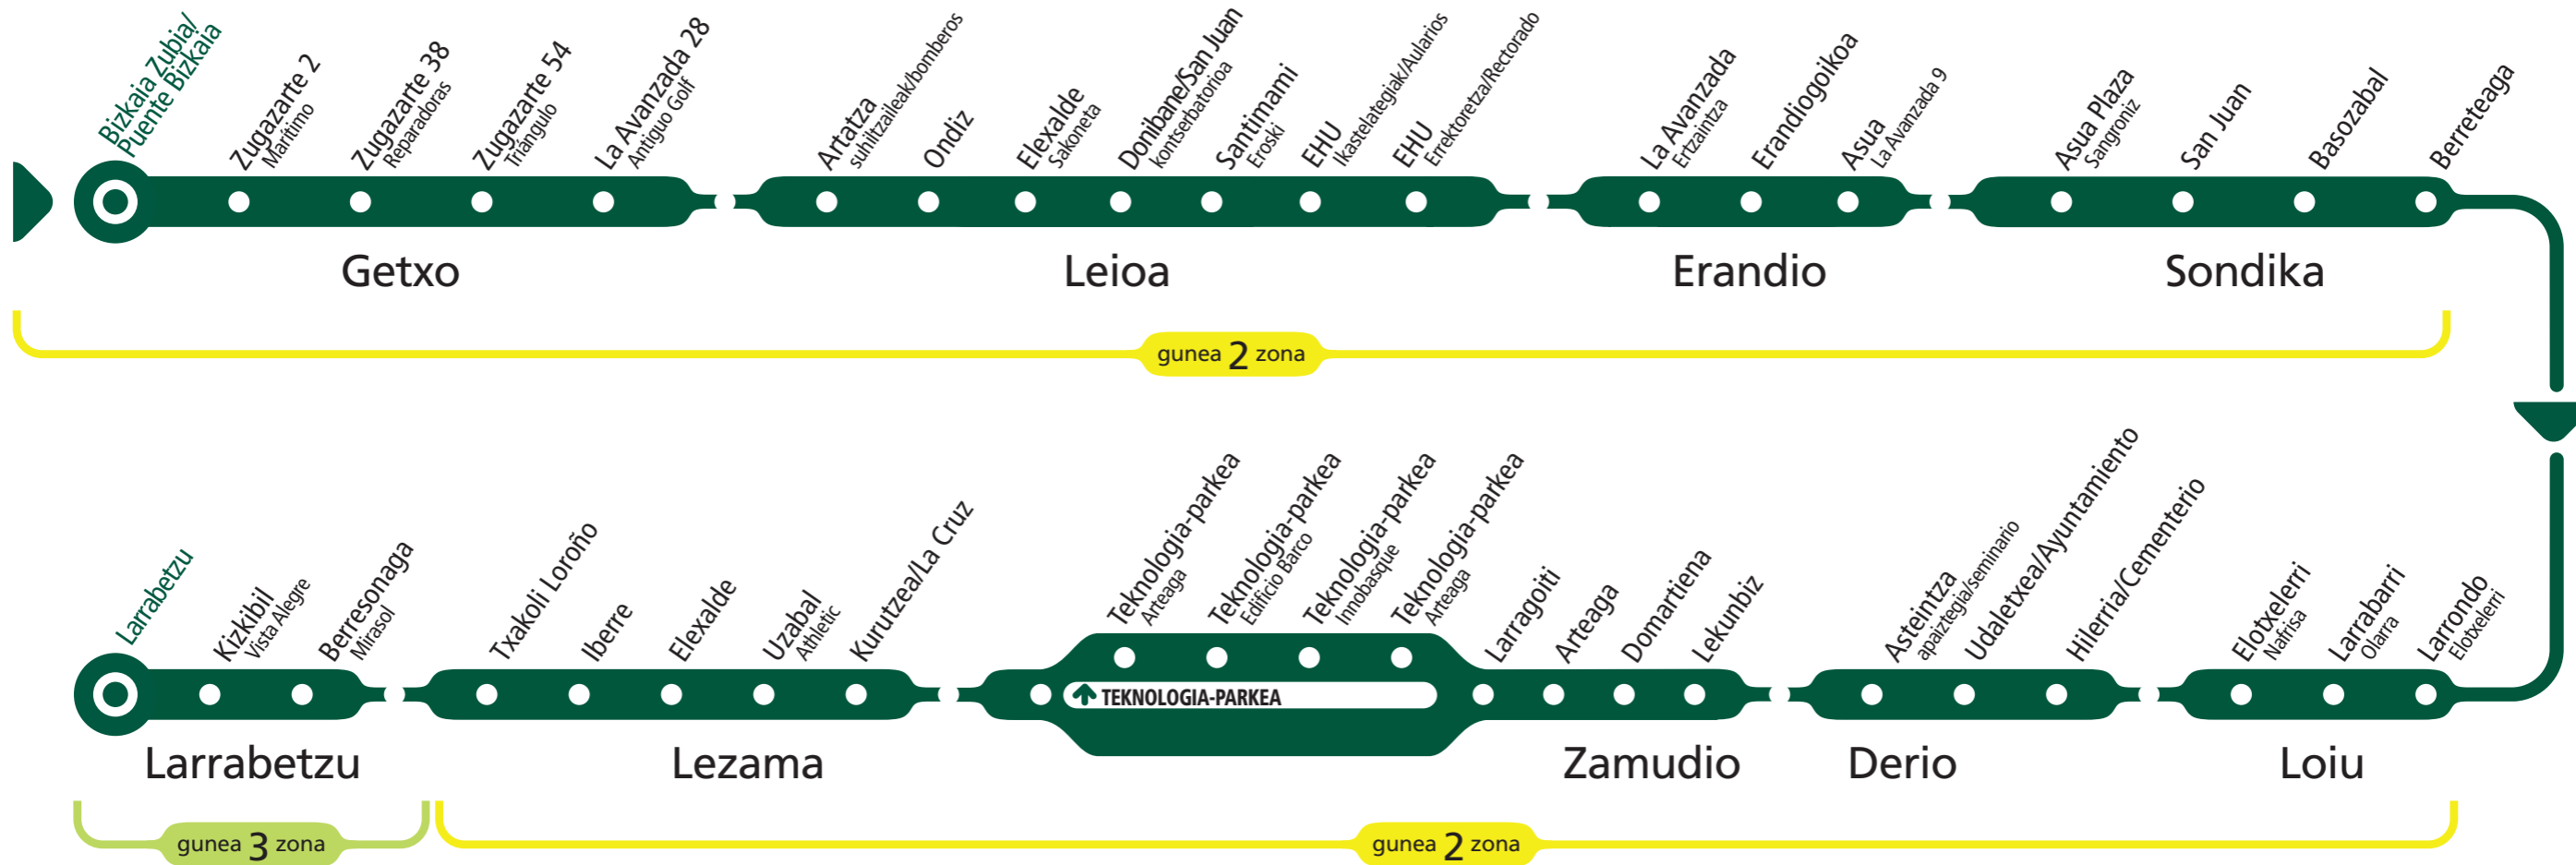 Bizkaia Zubia/
Puente Bizkaia
Zugazarte 2
Marítimo
Zugazarte 38
Reparadoras
Zugazarte 54
Triángulo
La Avanzada 28
Antiguo Golf
Artatza
suhiltzaileak/bomberos
Ondiz
Elexalde
Sakoneta
Donibane/San Juan
kontserbatorioa
Santimami
Eroski
EHU
Ikastelategiak/Aularios
EHU
Errektoretza/Rectorado
La Avanzada
Ertzaintza
Erandiogoikoa
Asua
La Avanzada 9
Asua Plaza
Sangroniz
San Juan
Basozabal
Berreteaga
Getxo
Leioa
Erandio
Sondika
gunea 2 zona
Larrabetzu
Kizkibil
Vista Alegre
Berresonaga
Mirasol
Txakoli Loroño
Iberre
Elexalde
Uzabal
Athletic
Kurutzea/La Cruz
Teknologia-parkea
Arteaga
Teknologia-parkea
Edificio Barco
Teknologia-parkea
Innobasque
Teknologia-parkea
Arteaga
Larragoiti
Arteaga
Domartiena
Lekunbiz
Asteintza
apaiztegia/seminario
Udaletxea/Ayuntamiento
Hilerria/Cementerio
Elotxelerri
Nafrisa
Larrabarri
Olarra
Larrondo
Elotxelerri
TEKNOLOGIA-PARKEA
Larrabetzu
Lezama
Zamudio
Derio
Loiu
gunea 3 zona
gunea 2 zona